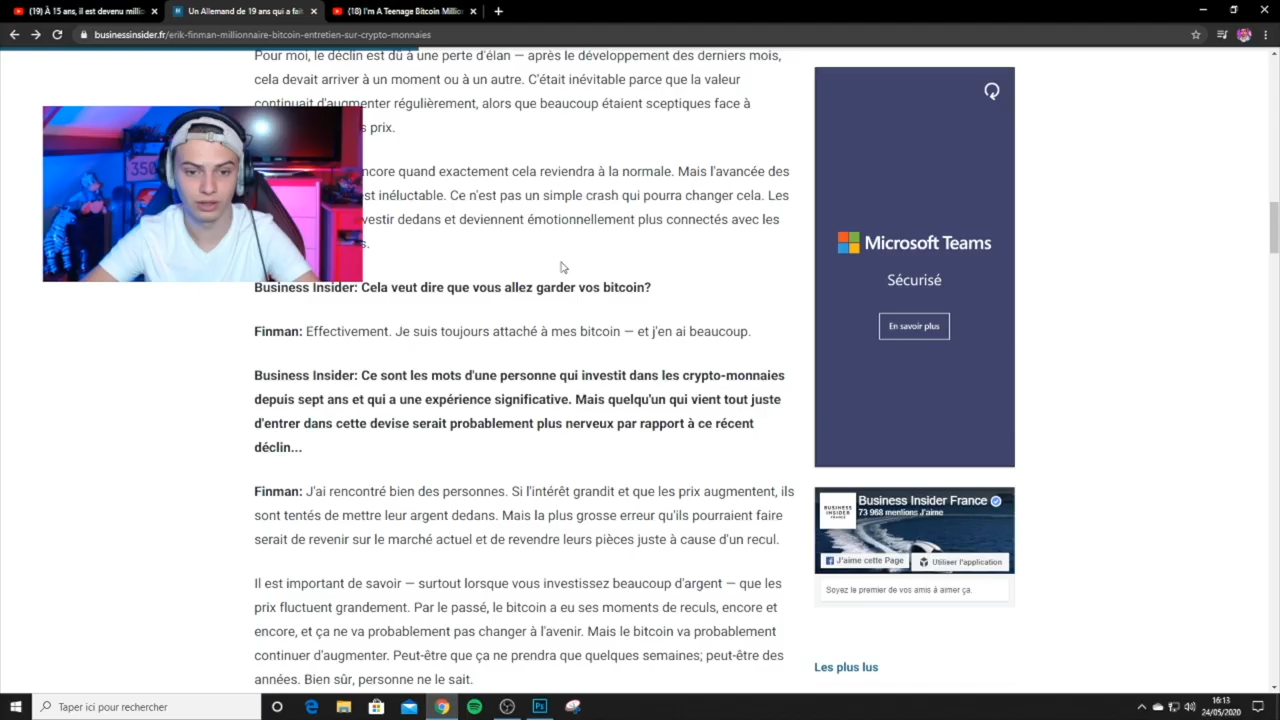 (19) À 15 ans, il est devenu milli
Un Allemand de 19 ans qui a fait
(18) I'm A Teenage Bitcoin Million
businessinsider.fr/erik-finman-millionnaire-bitcoin-entretien-sur-crypto-monnaies
Pour moi, le déclin est dû à une perte d'élan — après le développement des derniers mois,
cela devait arriver à un moment ou à un autre. C'était inévitable parce que la valeur
continuait d'augmenter régulièrement, alors que beaucoup étaient sceptiques face à
s prix.
ncore quand exactement cela reviendra à la normale. Mais l'avancée des
st inéluctable. Ce n'est pas un simple crash qui pourra changer cela. Les
vestir dedans et deviennent émotionnellement plus connectés avec les
s.
350
Business Insider: Cela veut dire que vous allez garder vos bitcoin?
Finman: Effectivement. Je suis toujours attaché à mes bitcoin — et j'en ai beaucoup.
Business Insider: Ce sont les mots d'une personne qui investit dans les crypto-monnaies
depuis sept ans et qui a une expérience significative. Mais quelqu'un qui vient tout juste
d'entrer dans cette devise serait probablement plus nerveux par rapport à ce récent
déclin...
Finman: J'ai rencontré bien des personnes. Si l'intérêt grandit et que les prix augmentent, ils
sont tentés de mettre leur argent dedans. Mais la plus grosse erreur qu'ils pourraient faire
serait de revenir sur le marché actuel et de revendre leurs pièces juste à cause d'un recul.
Il est important de savoir — surtout lorsque vous investissez beaucoup d'argent — que les
prix fluctuent grandement. Par le passé, le bitcoin a eu ses moments de reculs, encore et
encore, et ça ne va probablement pas changer à l'avenir. Mais le bitcoin va probablement
continuer d'augmenter. Peut-être que ça ne prendra que quelques semaines; peut-être des
années. Bien sûr, personne ne le sait.
Microsoft Teams
Sécurisé
En savoir plus
BUSINESS
INSIDER
FRANCE
Business Insider France
73 968 mentions J'aime
J'aime cette Page
Utiliser l'application
Soyez le premier de vos amis à aimer ça.
Les plus lus
Taper ici pour rechercher
Ps
16:13
24/05/2020